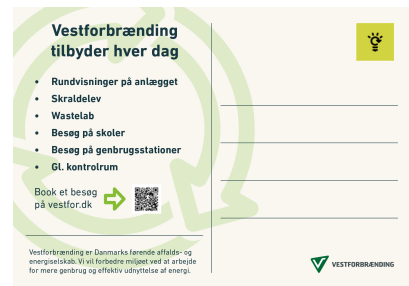 Vestforbrænding
tilbyder hver dag
• Rundvisninger på anlægget
• Skraldelev
• Wastelab
• Besøg på skoler
• Besøg på genbrugsstationer
• Gl. kontrolrum
Book et besøg
på vestfor.dk
Vestforbrænding er Danmarks førende affalds- og
energiselskab. Vi vil forbedre miljøet ved at arbejde
for mere genbrug og effektiv udnyttelse af energi.
VESTFORBRÆNDING